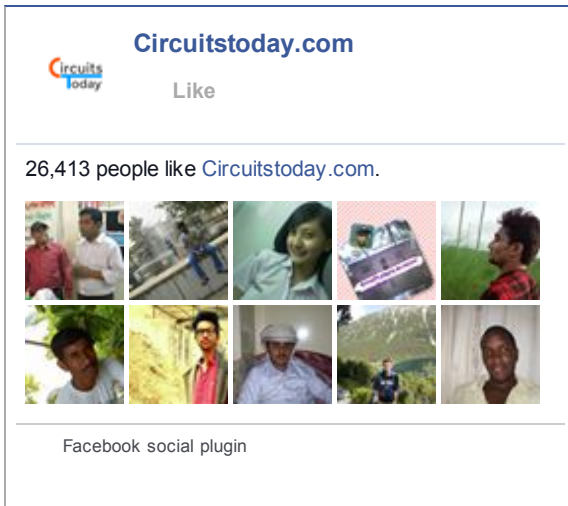 Circuitstoday.com
Circuits
Today
Like
26,413 people like Circuitstoday.com.
Facebook social plugin